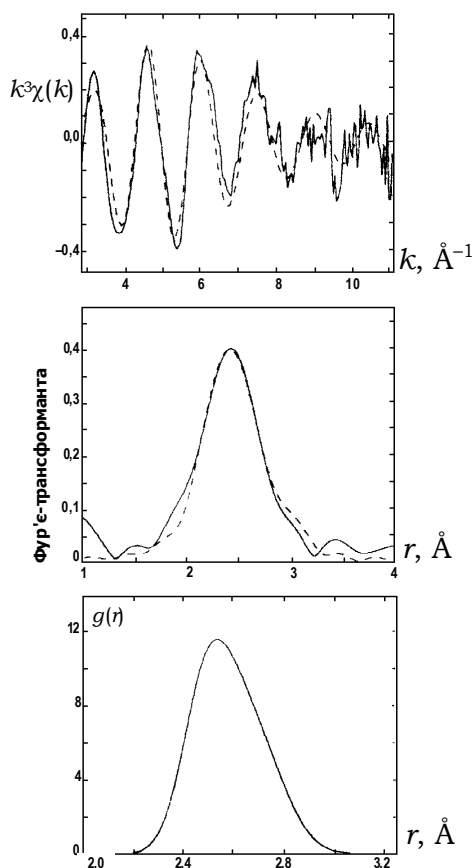 0,4
k³χ(k)
0,0
–0,4
4 6 8 10
k, Å⁻¹
Фур'є-трансформанта
0,4
0,3
0,2
0,1
0
1 2 3 4
r, Å
g(r)
12
8
4
0
2.0 2.4 2.8 3.2
r, Å